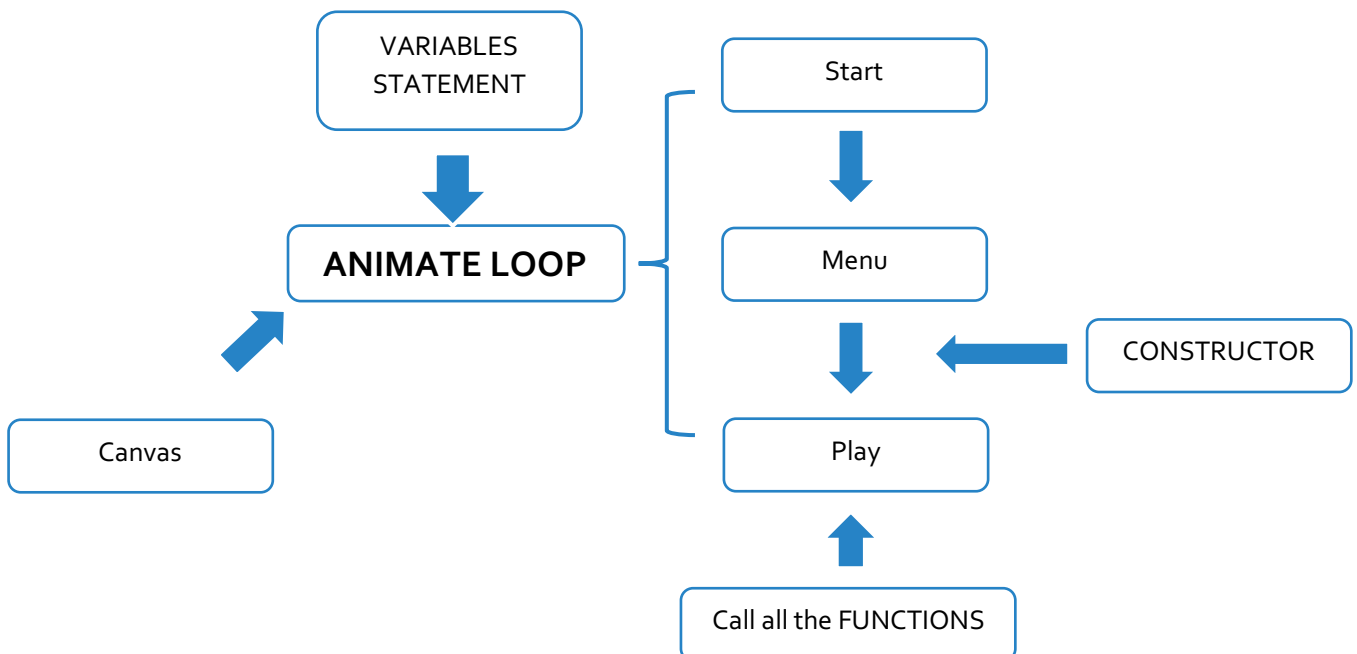 VARIABLES
STATEMENT
Start
ANIMATE LOOP
Menu
CONSTRUCTOR
Canvas
Play
Call all the FUNCTIONS